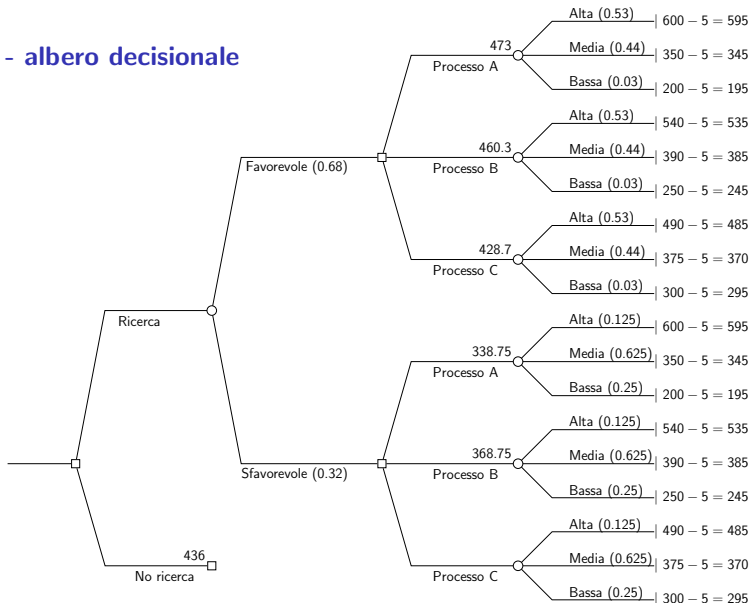 - albero decisionale
Alta (0.53) | 600 − 5 = 595
473 Media (0.44) | 350 − 5 = 345
Processo A
Bassa (0.03) | 200 − 5 = 195
Alta (0.53) | 540 − 5 = 535
460.3 Media (0.44) | 390 − 5 = 385
Favorevole (0.68) Processo B
Bassa (0.03) | 250 − 5 = 245
Alta (0.53) | 490 − 5 = 485
428.7 Media (0.44) | 375 − 5 = 370
Processo C
Bassa (0.03) | 300 − 5 = 295
Ricerca
Alta (0.125) | 600 − 5 = 595
338.75 Media (0.625) | 350 − 5 = 345
Processo A
Bassa (0.25) | 200 − 5 = 195
Alta (0.125) | 540 − 5 = 535
368.75 Media (0.625) | 390 − 5 = 385
Sfavorevole (0.32) Processo B
Bassa (0.25) | 250 − 5 = 245
Alta (0.125) | 490 − 5 = 485
436 Media (0.625) | 375 − 5 = 370
No ricerca Processo C
Bassa (0.25) | 300 − 5 = 295